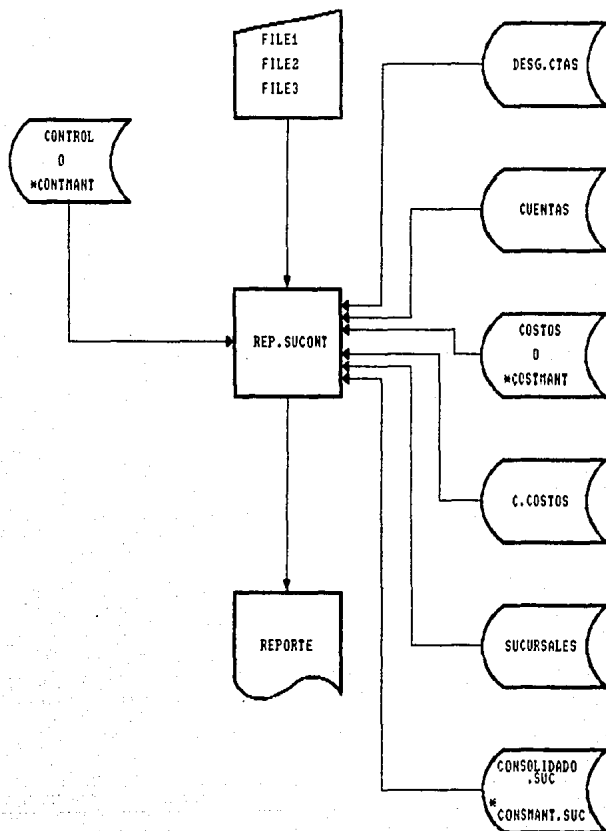 FILE1
FILE2
FILE3
DESG.CTAS
CONTROL
O
*CONTMANT
CUENTAS
REP.SUCONT
COSTOS
O
*COSTMANT
C.COSTOS
REPORTE
SUCURSALES
CONSOLIDADO
.SUC
*
CONSMANT.SUC